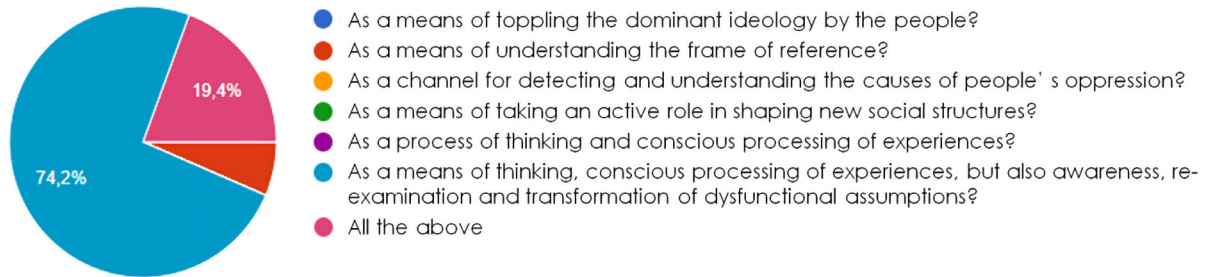 19,4%
74,2%
As a means of toppling the dominant ideology by the people?
As a means of understanding the frame of reference?
As a channel for detecting and understanding the causes of people’ s oppression?
As a means of taking an active role in shaping new social structures?
As a process of thinking and conscious processing of experiences?
As a means of thinking, conscious processing of experiences, but also awareness, re-
examination and transformation of dysfunctional assumptions?
All the above